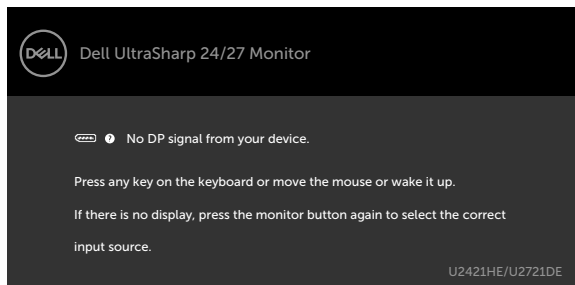 DELL Dell UltraSharp 24/27 Monitor
No DP signal from your device.
Press any key on the keyboard or move the mouse or wake it up.
If there is no display, press the monitor button again to select the correct
input source.
U2421HE/U2721DE